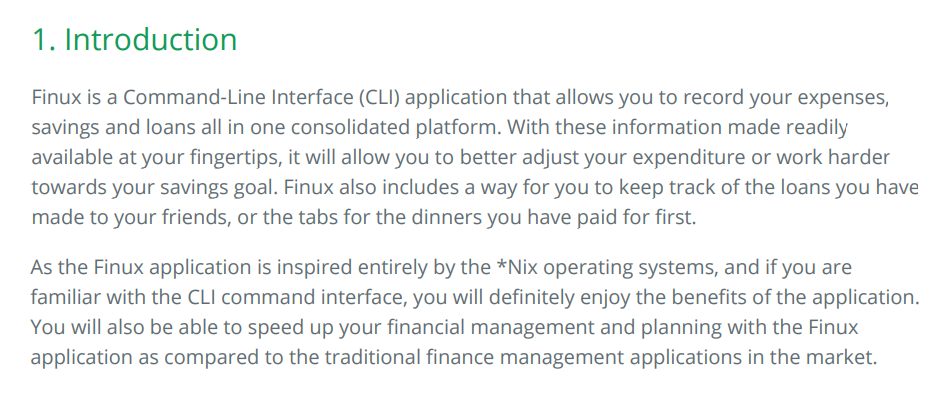 1. Introduction
Finux is a Command-Line Interface (CLI) application that allows you to record your expenses,
savings and loans all in one consolidated platform. With these information made readily
available at your fingertips, it will allow you to better adjust your expenditure or work harder
towards your savings goal. Finux also includes a way for you to keep track of the loans you have
made to your friends, or the tabs for the dinners you have paid for first.
As the Finux application is inspired entirely by the *Nix operating systems, and if you are
familiar with the CLI command interface, you will definitely enjoy the benefits of the application.
You will also be able to speed up your financial management and planning with the Finux
application as compared to the traditional finance management applications in the market.